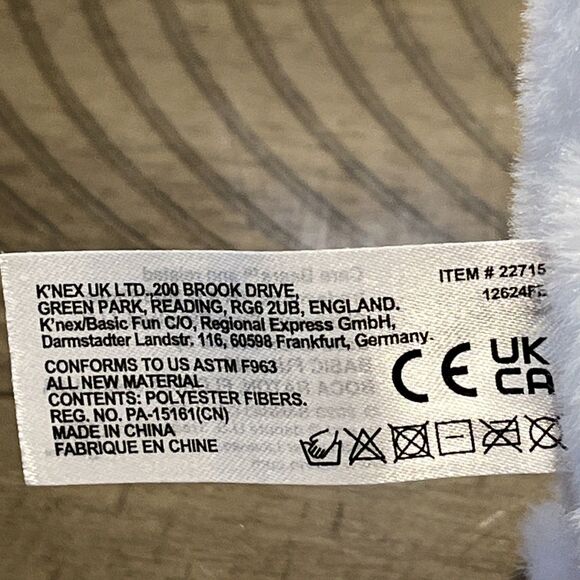 K'NEX UK LTD.,200 BROOK DRIVE,
GREEN PARK, READING, RG6 2UB, ENGLAND.
K'nex/Basic Fun C/O, Regional Express GmbH,
Darmstadter Landstr. 116, 60598 Frankfurt, Germany.
CONFORMS TO US ASTM F963
ALL NEW MATERIAL
CONTENTS: POLYESTER FIBERS.
REG. NO. PA-15161(CN)
MADE IN CHINA
FABRIQUE EN CHINE
ITEM # 22715
CE
UK
CA